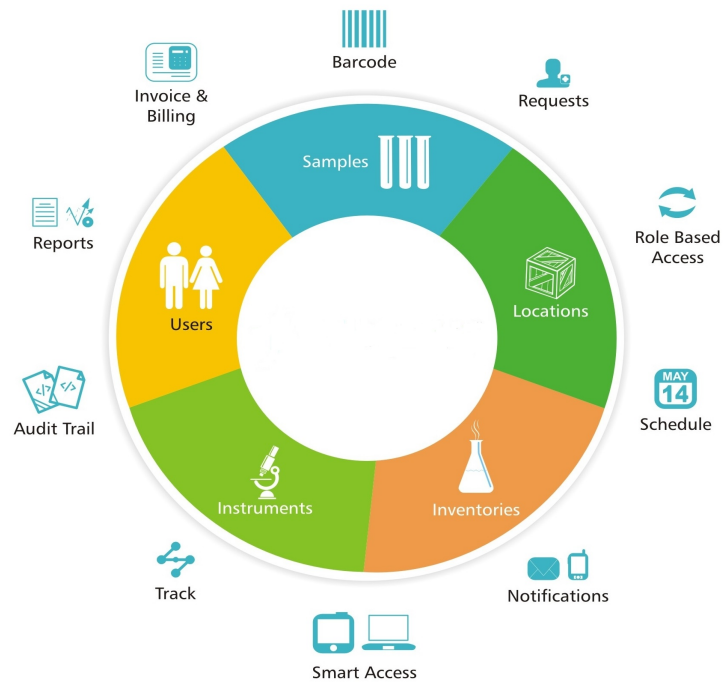 Barcode
Invoice &
Billing
Requests
Samples
Reports
Role Based
Access
Users
Locations
</>
</>
Audit Trail
MAY
14
Schedule
Instruments
Inventories
Track
Notifications
Smart Access